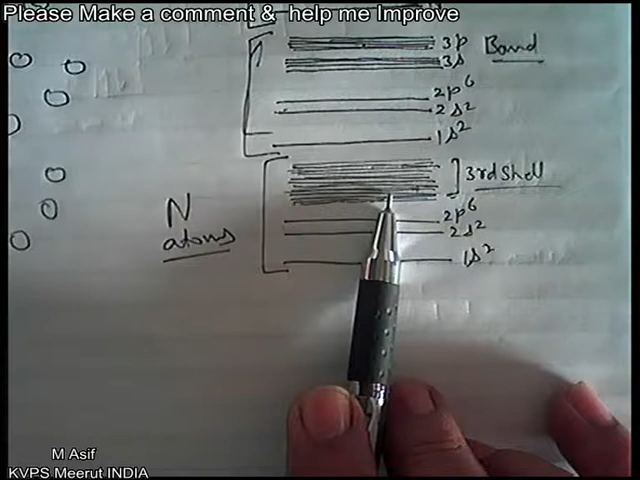 Please Make a comment & help me Improve
3p Band
3s
2p⁶
2s²
1s²
3rd Shell
N
atoms
2p⁶
2s²
1s²
M Asif
KVPS Meerut INDIA